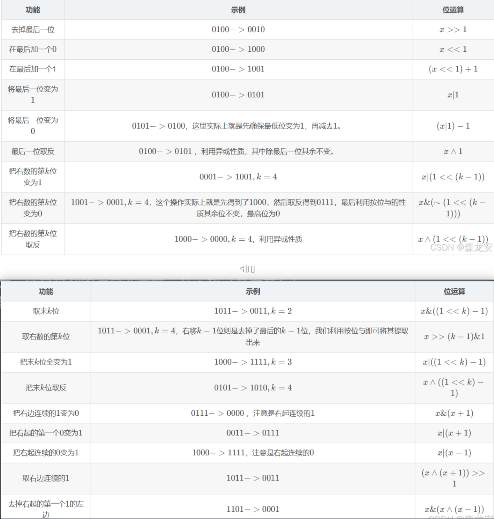 功能 示例 位运算
去掉最后一位 0100− > 0010 x >> 1
在最后加一个0 0100− > 1000 x << 1
在最后加一个1 0100− > 1001 (x << 1) + 1
将最后一位变为
1
0100− > 0101 x|1
将最后一位变为
0
0101− > 0100，这里实际上就是先确保最低位变为1，再减去1。 (x|1) − 1
最后一位取反 0100− > 0101，利用异或性质，其中除最后一位其余不变。 x ∧ 1
把右数的第k位
变为1
0001− > 1001, k = 4 x|(1 << (k − 1))
把右数的第k位
变为0
1001− > 0001, k = 4，这个操作实际上就是先得到了1000，然后取反得到0111，最后利用按位与的性
质其余位不变，最高位为0
x&(∼ (1 << (k −
1)))
把右数的第k位
取反
1000− > 0000, k = 4，利用异或性质 x ∧ (1 << (k − 1))
功能 示例 位运算
取末k位 1011− > 0011, k = 2 x&((1 << k) − 1)
取右数的第k位
1011− > 0001, k = 4，右移k − 1位则是去掉了最后的k − 1位，我们利用按位与即可将其提取
出来
x >> (k − 1)&1
把末k位全变为1 1000− > 1111, k = 3 x|((1 << k) − 1)
把末k位取反 0101− > 1010, k = 4
x ∧ ((1 << k) −
1)
把右边连续的1变为0 0111− > 0000，注意是右起连续的1 x&(x + 1)
把右起的第一个0变为1 0011− > 0111 x|(x + 1)
把右起连续的0变为1 1000− > 1111，注意是右起连续的0 x|(x − 1)
取右边连续的1 1011− > 0011
(x ∧ (x + 1)) >>
1
去掉右起的第一个1的左
边
1101− > 0001 x&(x ∧ (x − 1))